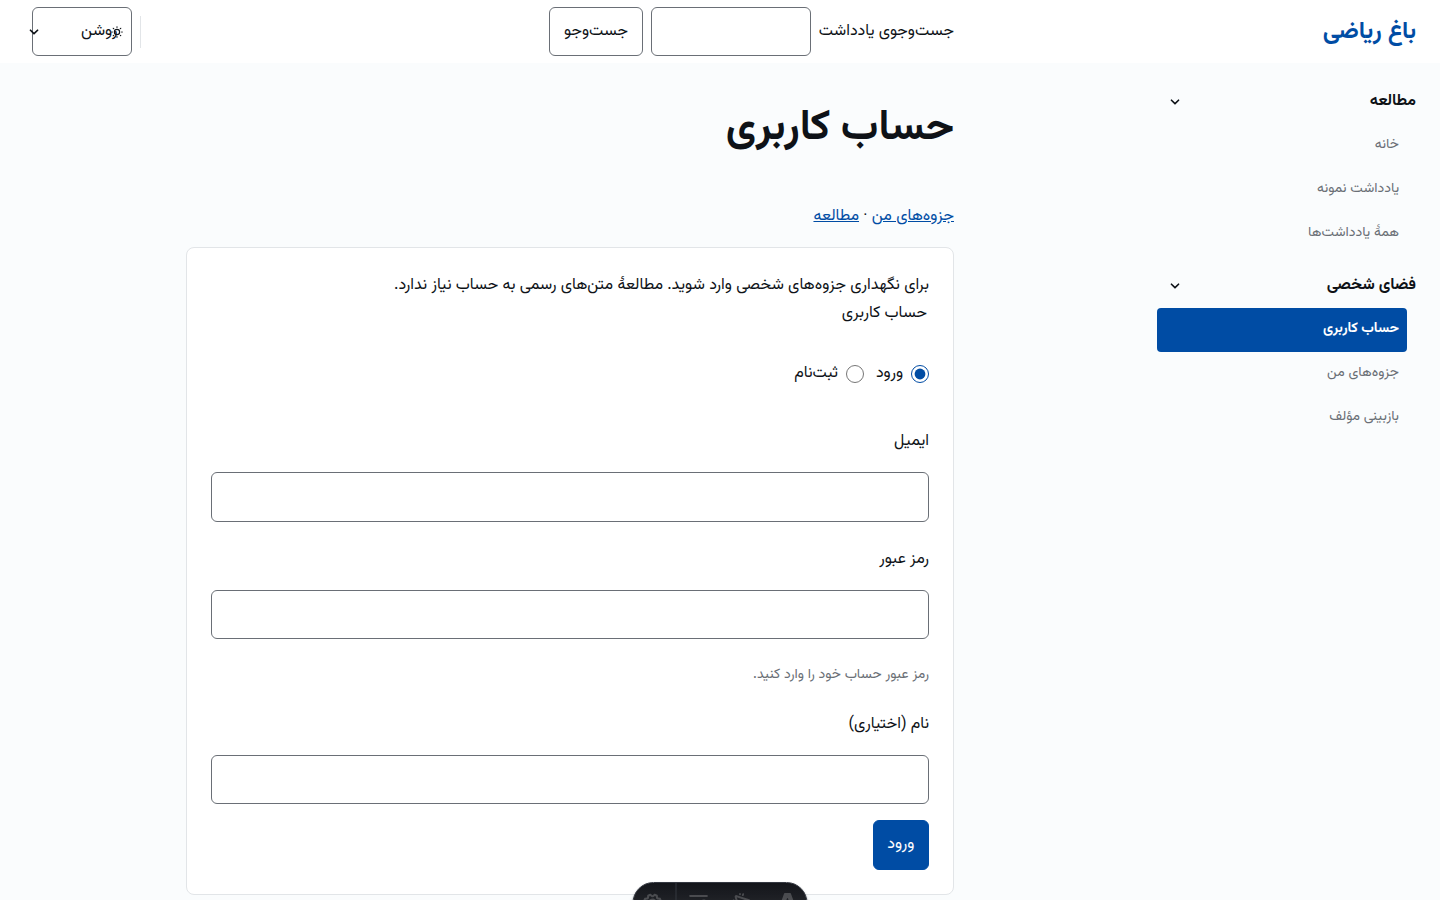 باغ ریاضی
جست‌وجوی یادداشت
جست‌وجو
روشن
مطالعه
خانه
یادداشت نمونه
همهٔ یادداشت‌ها
فضای شخصی
حساب کاربری
جزوه‌های من
بازبینی مؤلف
حساب کاربری
جزوه‌های من · مطالعه
برای نگهداری جزوه‌های شخصی وارد شوید. مطالعهٔ متن‌های رسمی به حساب نیاز ندارد.
حساب کاربری
ورود ثبت‌نام
ایمیل
رمز عبور
رمز عبور حساب خود را وارد کنید.
نام (اختیاری)
ورود